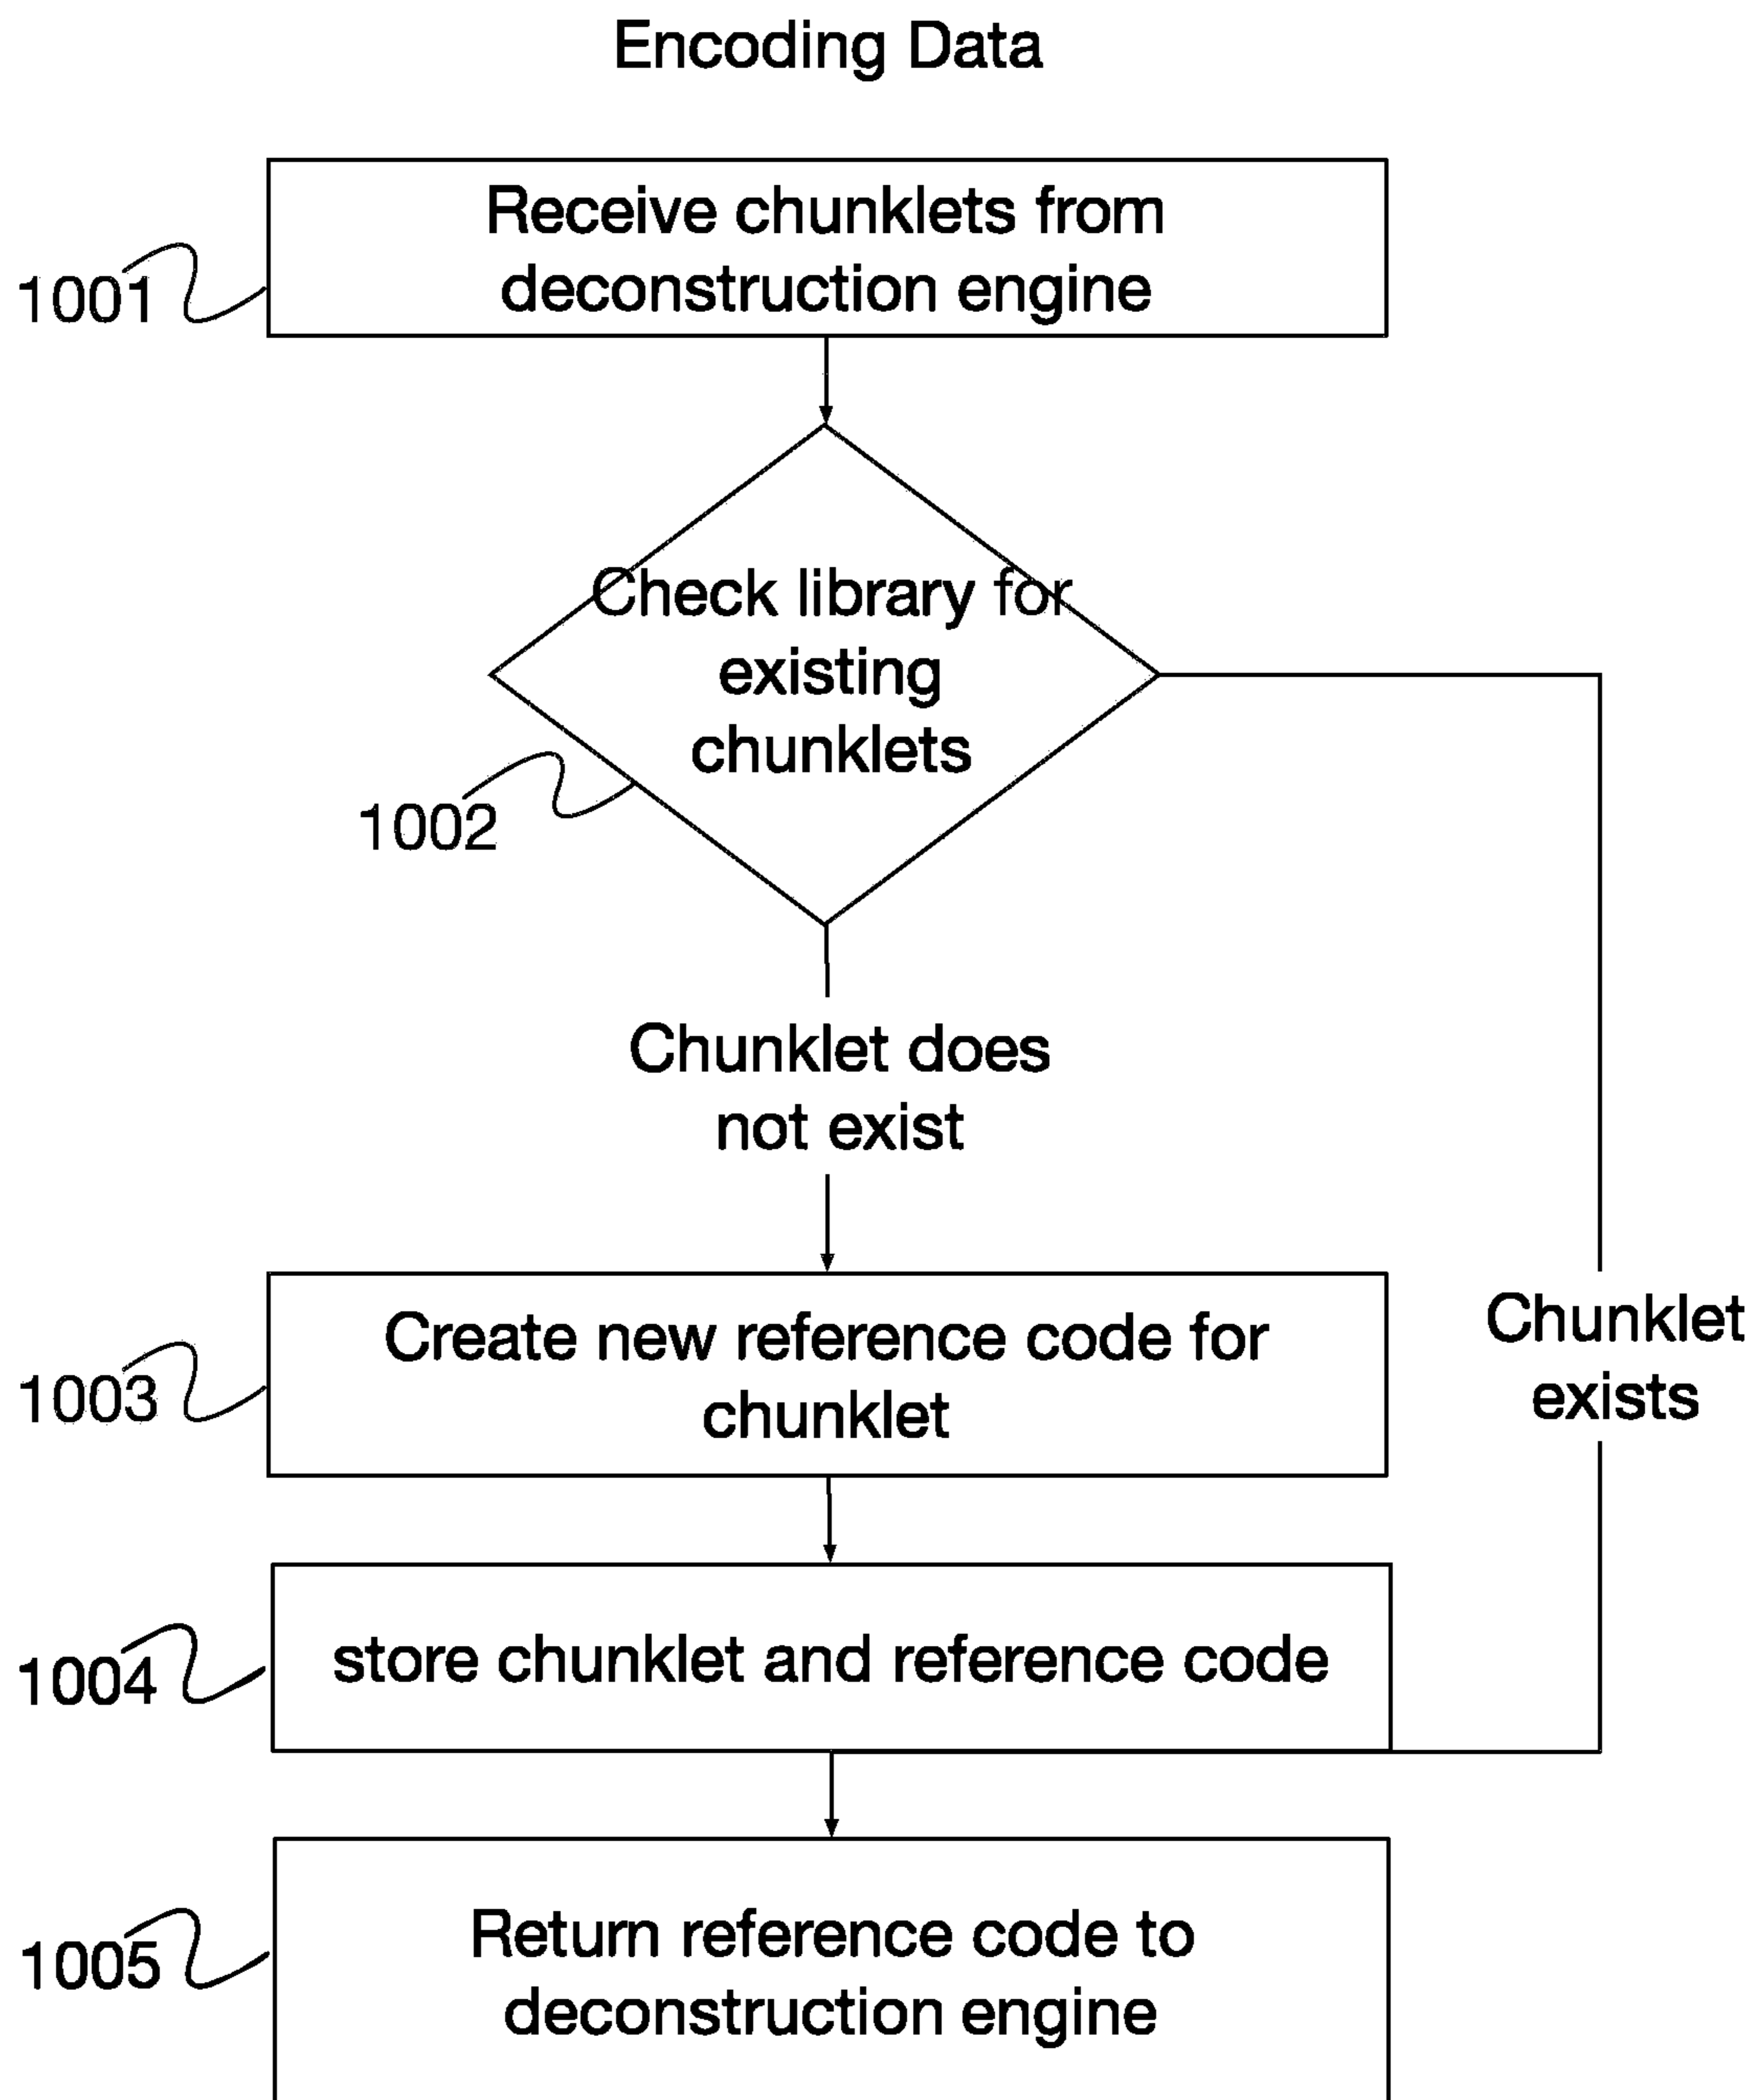 Encoding Data
Receive chunklets from
deconstruction engine
1001
Check library for
existing
chunklets
1002
Chunklet does
not exist
Create new reference code for
chunklet
1003
Chunklet
exists
store chunklet and reference code
1004
Return reference code to
deconstruction engine
1005